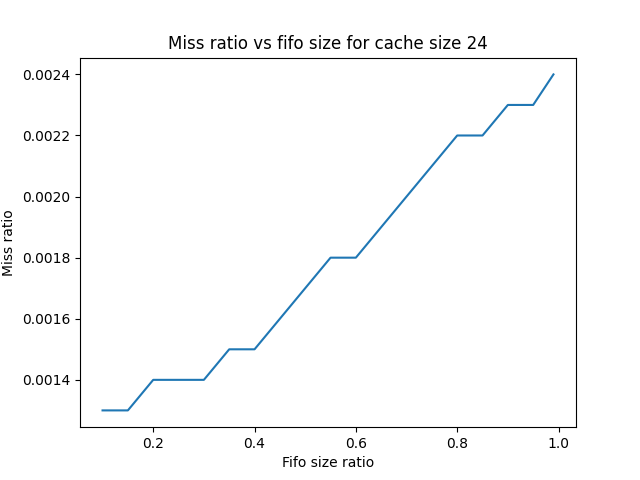 Miss ratio vs fifo size for cache size 24
0.0024
0.0022
0.0020
0.0018
0.0016
0.0014
Miss ratio
0.2 0.4 0.6 0.8 1.0
Fifo size ratio